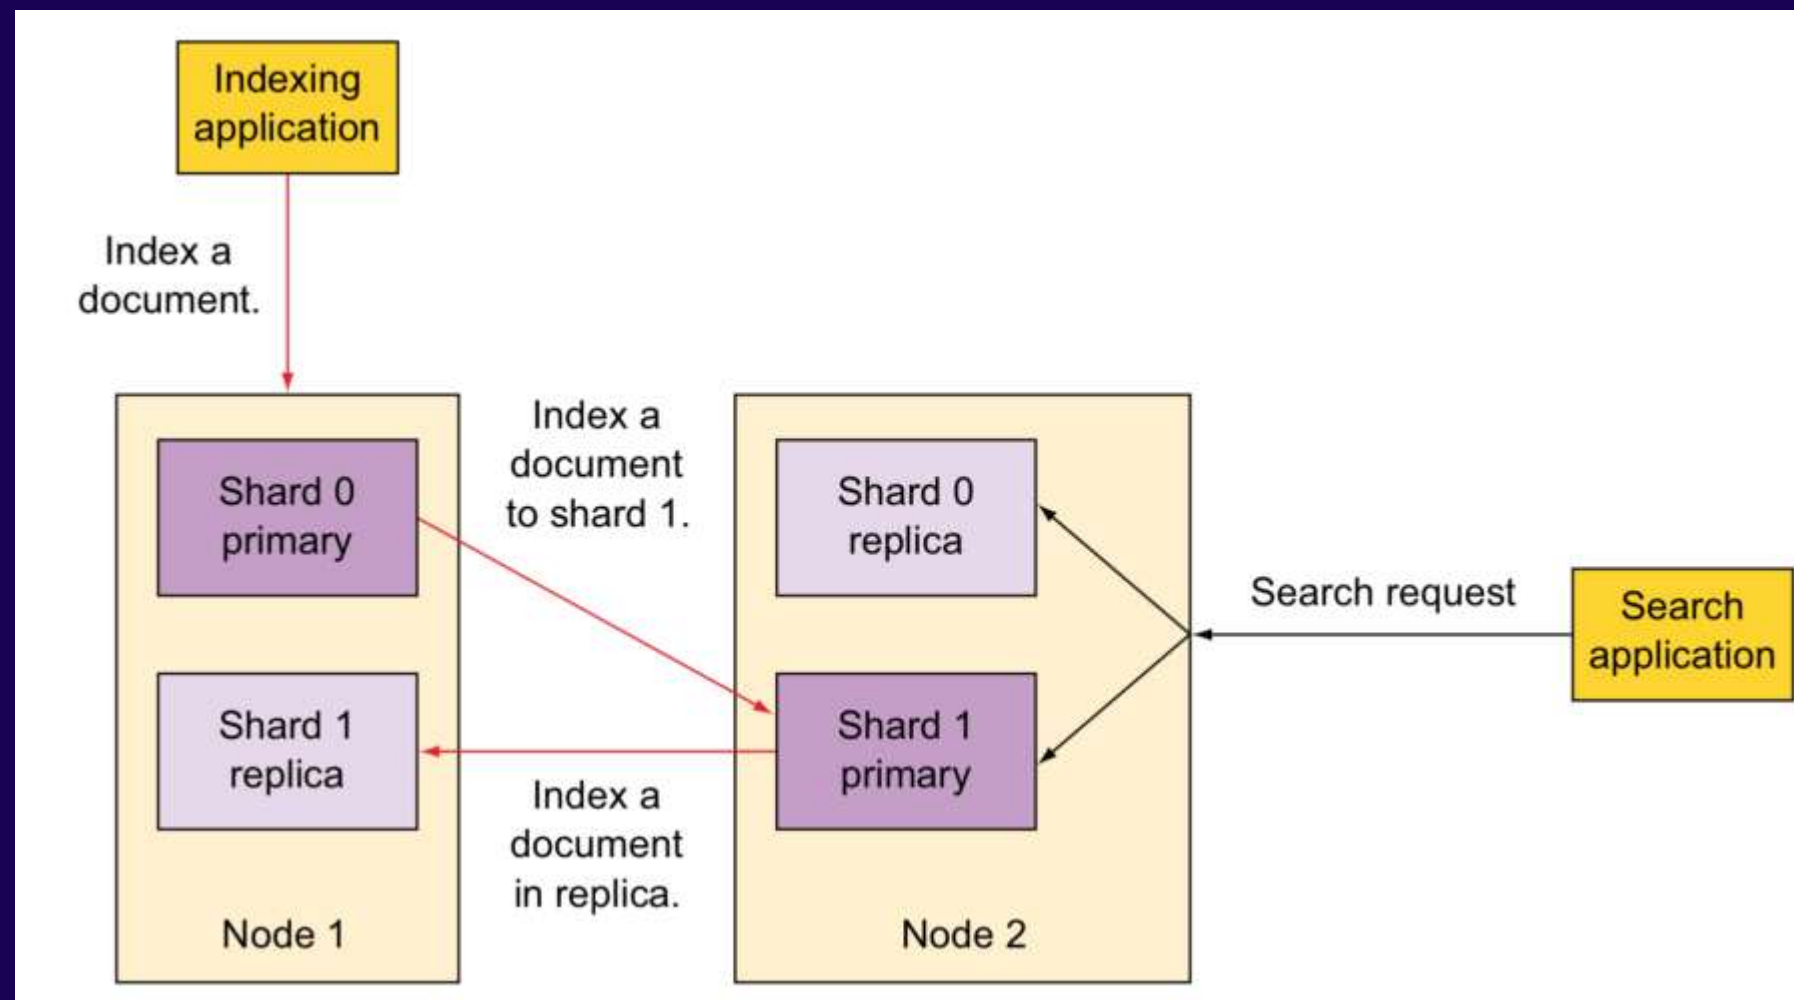 Indexing
application
Index a
document.
Index a
document
to shard 1.
Shard 0
primary
Shard 0
replica
Search request
Search
application
Shard 1
replica
Shard 1
primary
Index a
document
in replica.
Node 1
Node 2